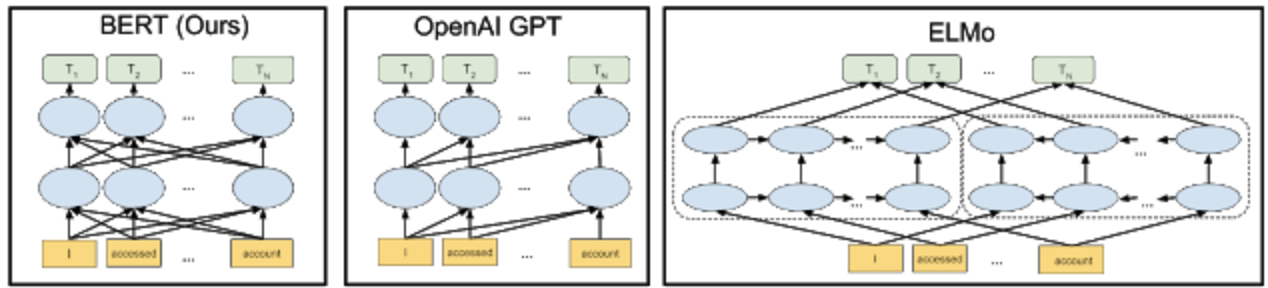 BERT (Ours)
T1 T2 ... TN
...
...
I accessed ... account
OpenAI GPT
T1 T2 ... TN
...
...
I accessed ... account
ELMo
T1 T2 ... TN
... ...
... ...
I accessed ... account